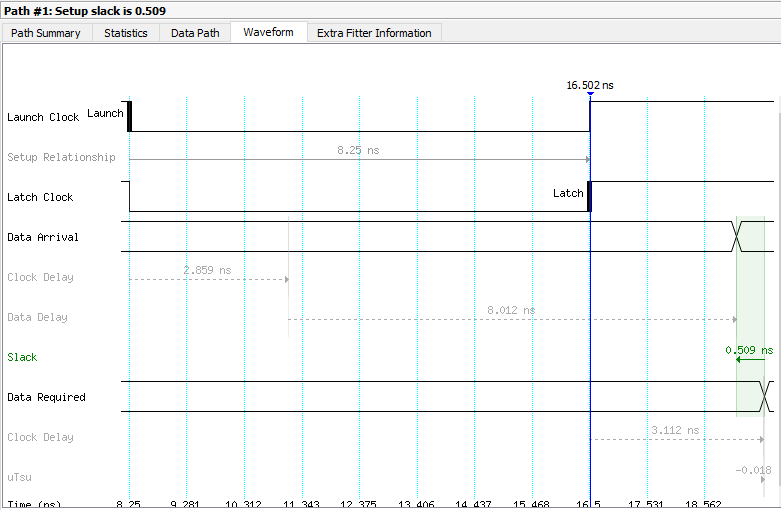 Path #1: Setup slack is 0.509
Path Summary Statistics Data Path Waveform Extra Fitter Information
16.502 ns
Launch Clock Launch
Setup Relationship 8.25 ns
Latch Clock Latch
Data Arrival
Clock Delay 2.859 ns
Data Delay 8.012 ns
0.509 ns
Slack
Data Required
Clock Delay 3.112 ns
-0.018
uTsu
Time (ns) 8.25 9.281 10.312 11.343 12.375 13.406 14.437 15.468 16.5 17.531 18.562